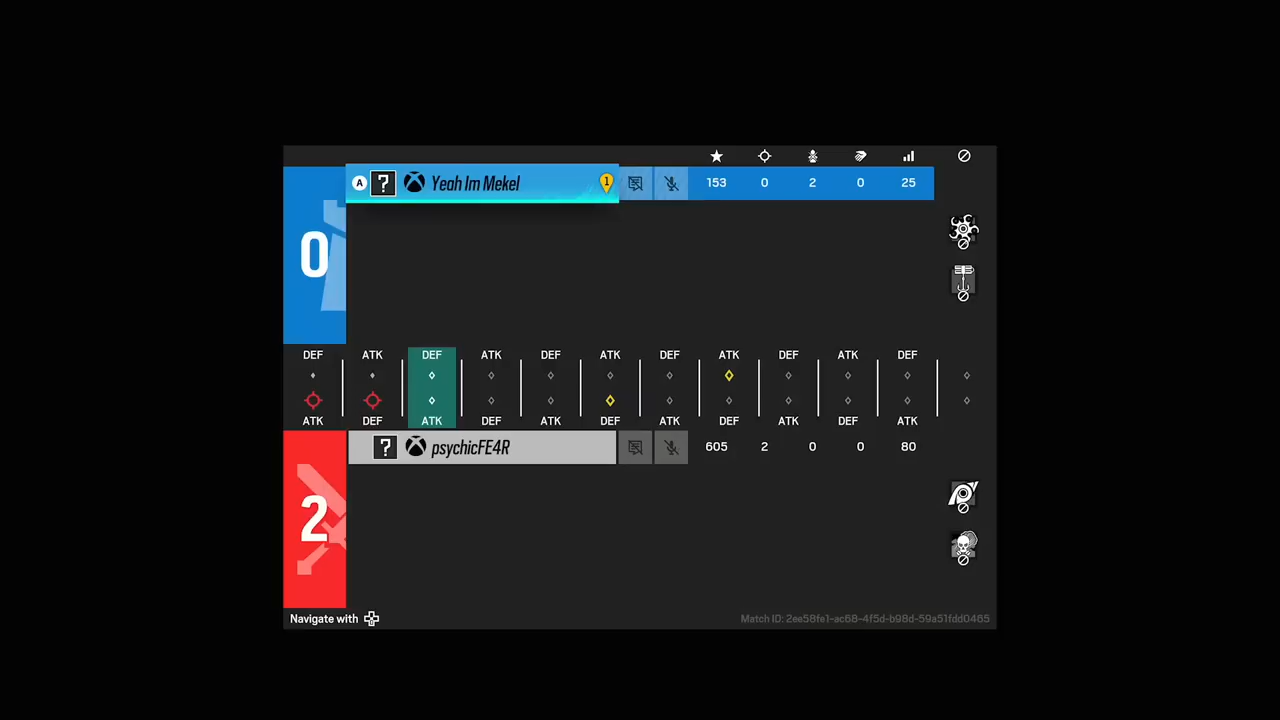 A ? Yeah Im Mekel 1 153 0 2 0 25
0
DEF ATK DEF ATK DEF ATK DEF ATK DEF ATK DEF
ATK DEF ATK DEF ATK DEF ATK DEF ATK DEF ATK
? psychicFE4R 605 2 0 0 80
2
Navigate with
Match ID: 2ee58fe1-ac68-4f5d-b98d-59a51fdd0465